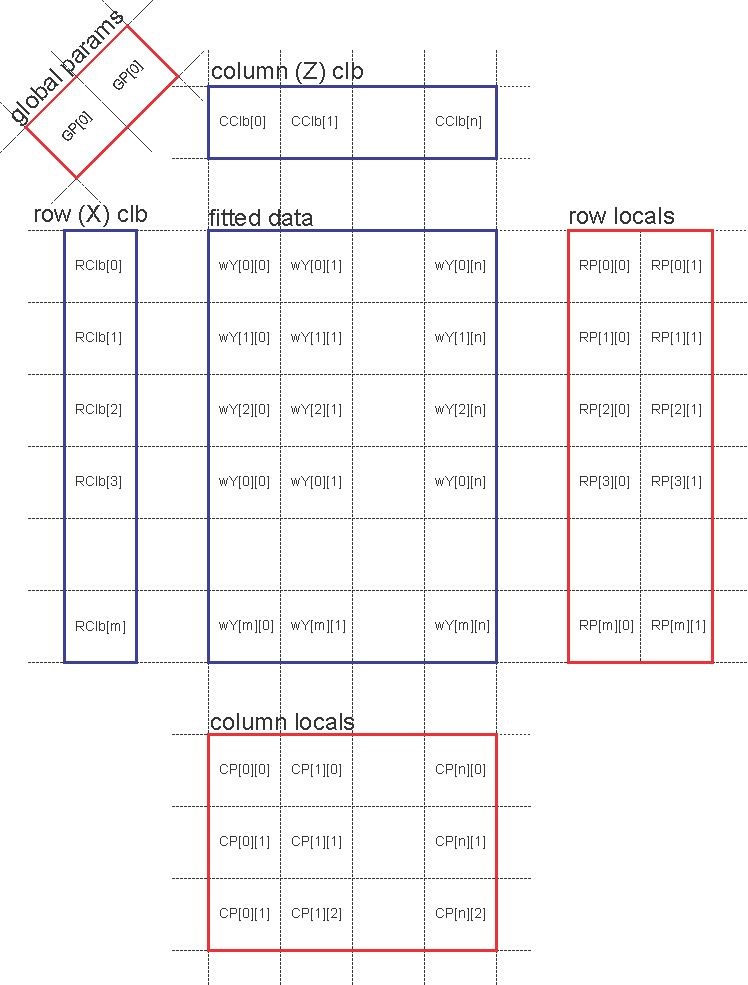 global params
GP[0] GP[0]
column (Z) clb
CClb[0] CClb[1] CClb[n]
row (X) clb fitted data row locals
RClb[0] wY[0][0] wY[0][1] wY[0][n] RP[0][0] RP[0][1]
RClb[1] wY[1][0] wY[1][1] wY[1][n] RP[1][0] RP[1][1]
RClb[2] wY[2][0] wY[2][1] wY[2][n] RP[2][0] RP[2][1]
RClb[3] wY[0][0] wY[0][1] wY[0][n] RP[3][0] RP[3][1]
RClb[m] wY[m][0] wY[m][1] wY[m][n] RP[m][0] RP[m][1]
column locals
CP[0][0] CP[1][0] CP[n][0]
CP[0][1] CP[1][1] CP[n][1]
CP[0][1] CP[1][2] CP[n][2]